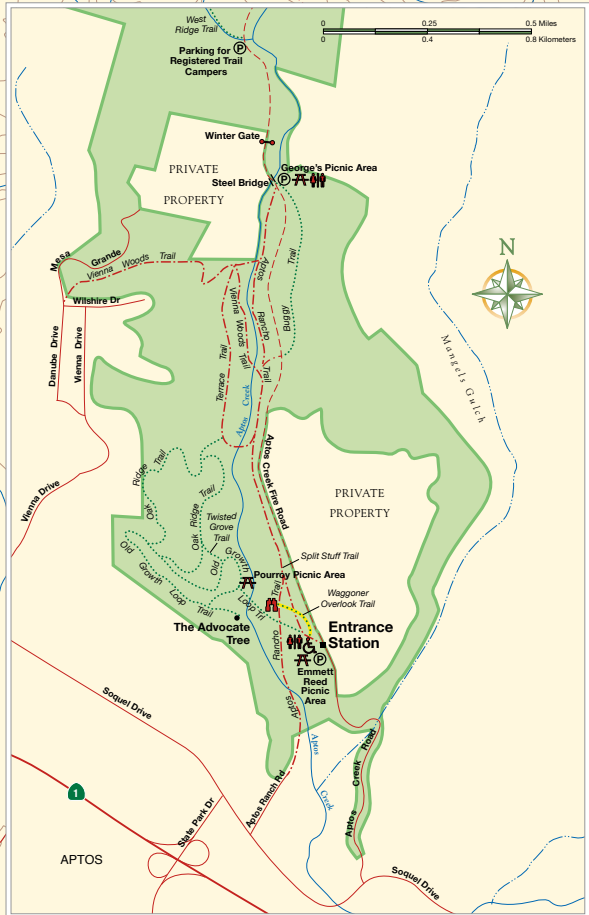 West
Ridge Trail
0 0.25 0.5 Miles
0 0.4 0.8 Kilometers
P
Parking for
Registered Trail
Campers
Winter Gate
George's Picnic Area
P
Steel Bridge
PRIVATE
PROPERTY
N
Mesa
Grande
Vienna Woods Trail
Wilshire Dr
Danube Drive
Vienna Drive
Vienna Drive
Aptos
Rancho
Trail
Buggy
Trail
Vienna
Woods
Trail
Terrace Trail
Aptos Creek
Mangels Gulch
Aptos Creek Fire Road
PRIVATE
PROPERTY
Oak
Ridge
Trail
Oak Ridge
Trail
Twisted
Grove
Trail
Old
Growth
Loop
Trail
Old
Growth
Loop Trl
Split Stuff Trail
Pourroy Picnic Area
Waggoner
Overlook Trail
The Advocate
Tree
Entrance
Station
P
Emmett
Reed
Picnic
Area
Aptos
Rancho
Trail
Aptos
Creek
Aptos Creek Road
Soquel Drive
1
State Park Dr
Aptos Ranch Rd
APTOS
Soquel Drive